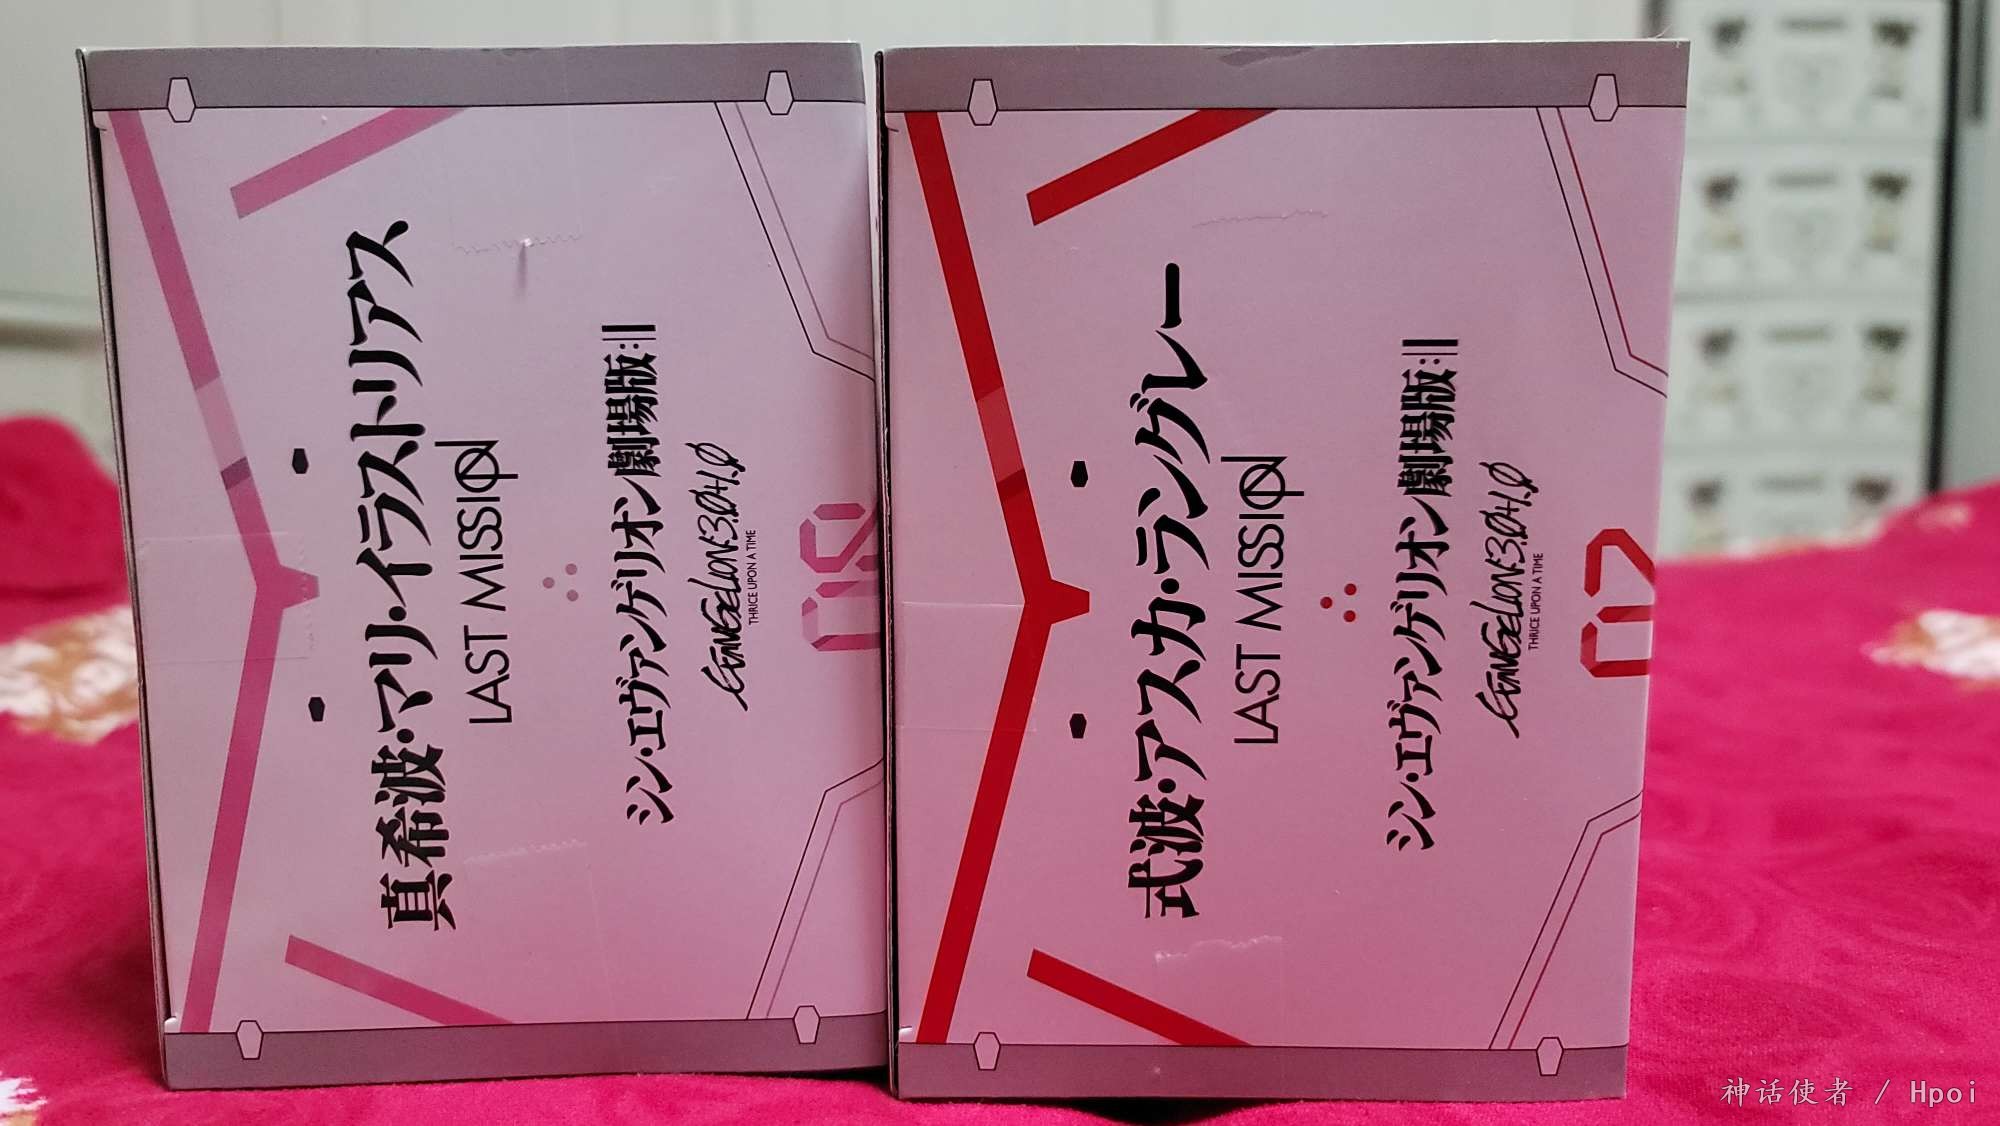 真希波・マリ・イラストリアス
LAST MISSION
シン・エヴァンゲリオン劇場版:||
EVANGELION:3.0+1.0
THRICE UPON A TIME
08
式波・アスカ・ラングレー
LAST MISSION
シン・エヴァンゲリオン劇場版:||
EVANGELION:3.0+1.0
THRICE UPON A TIME
02
神话使者 / Hpoi